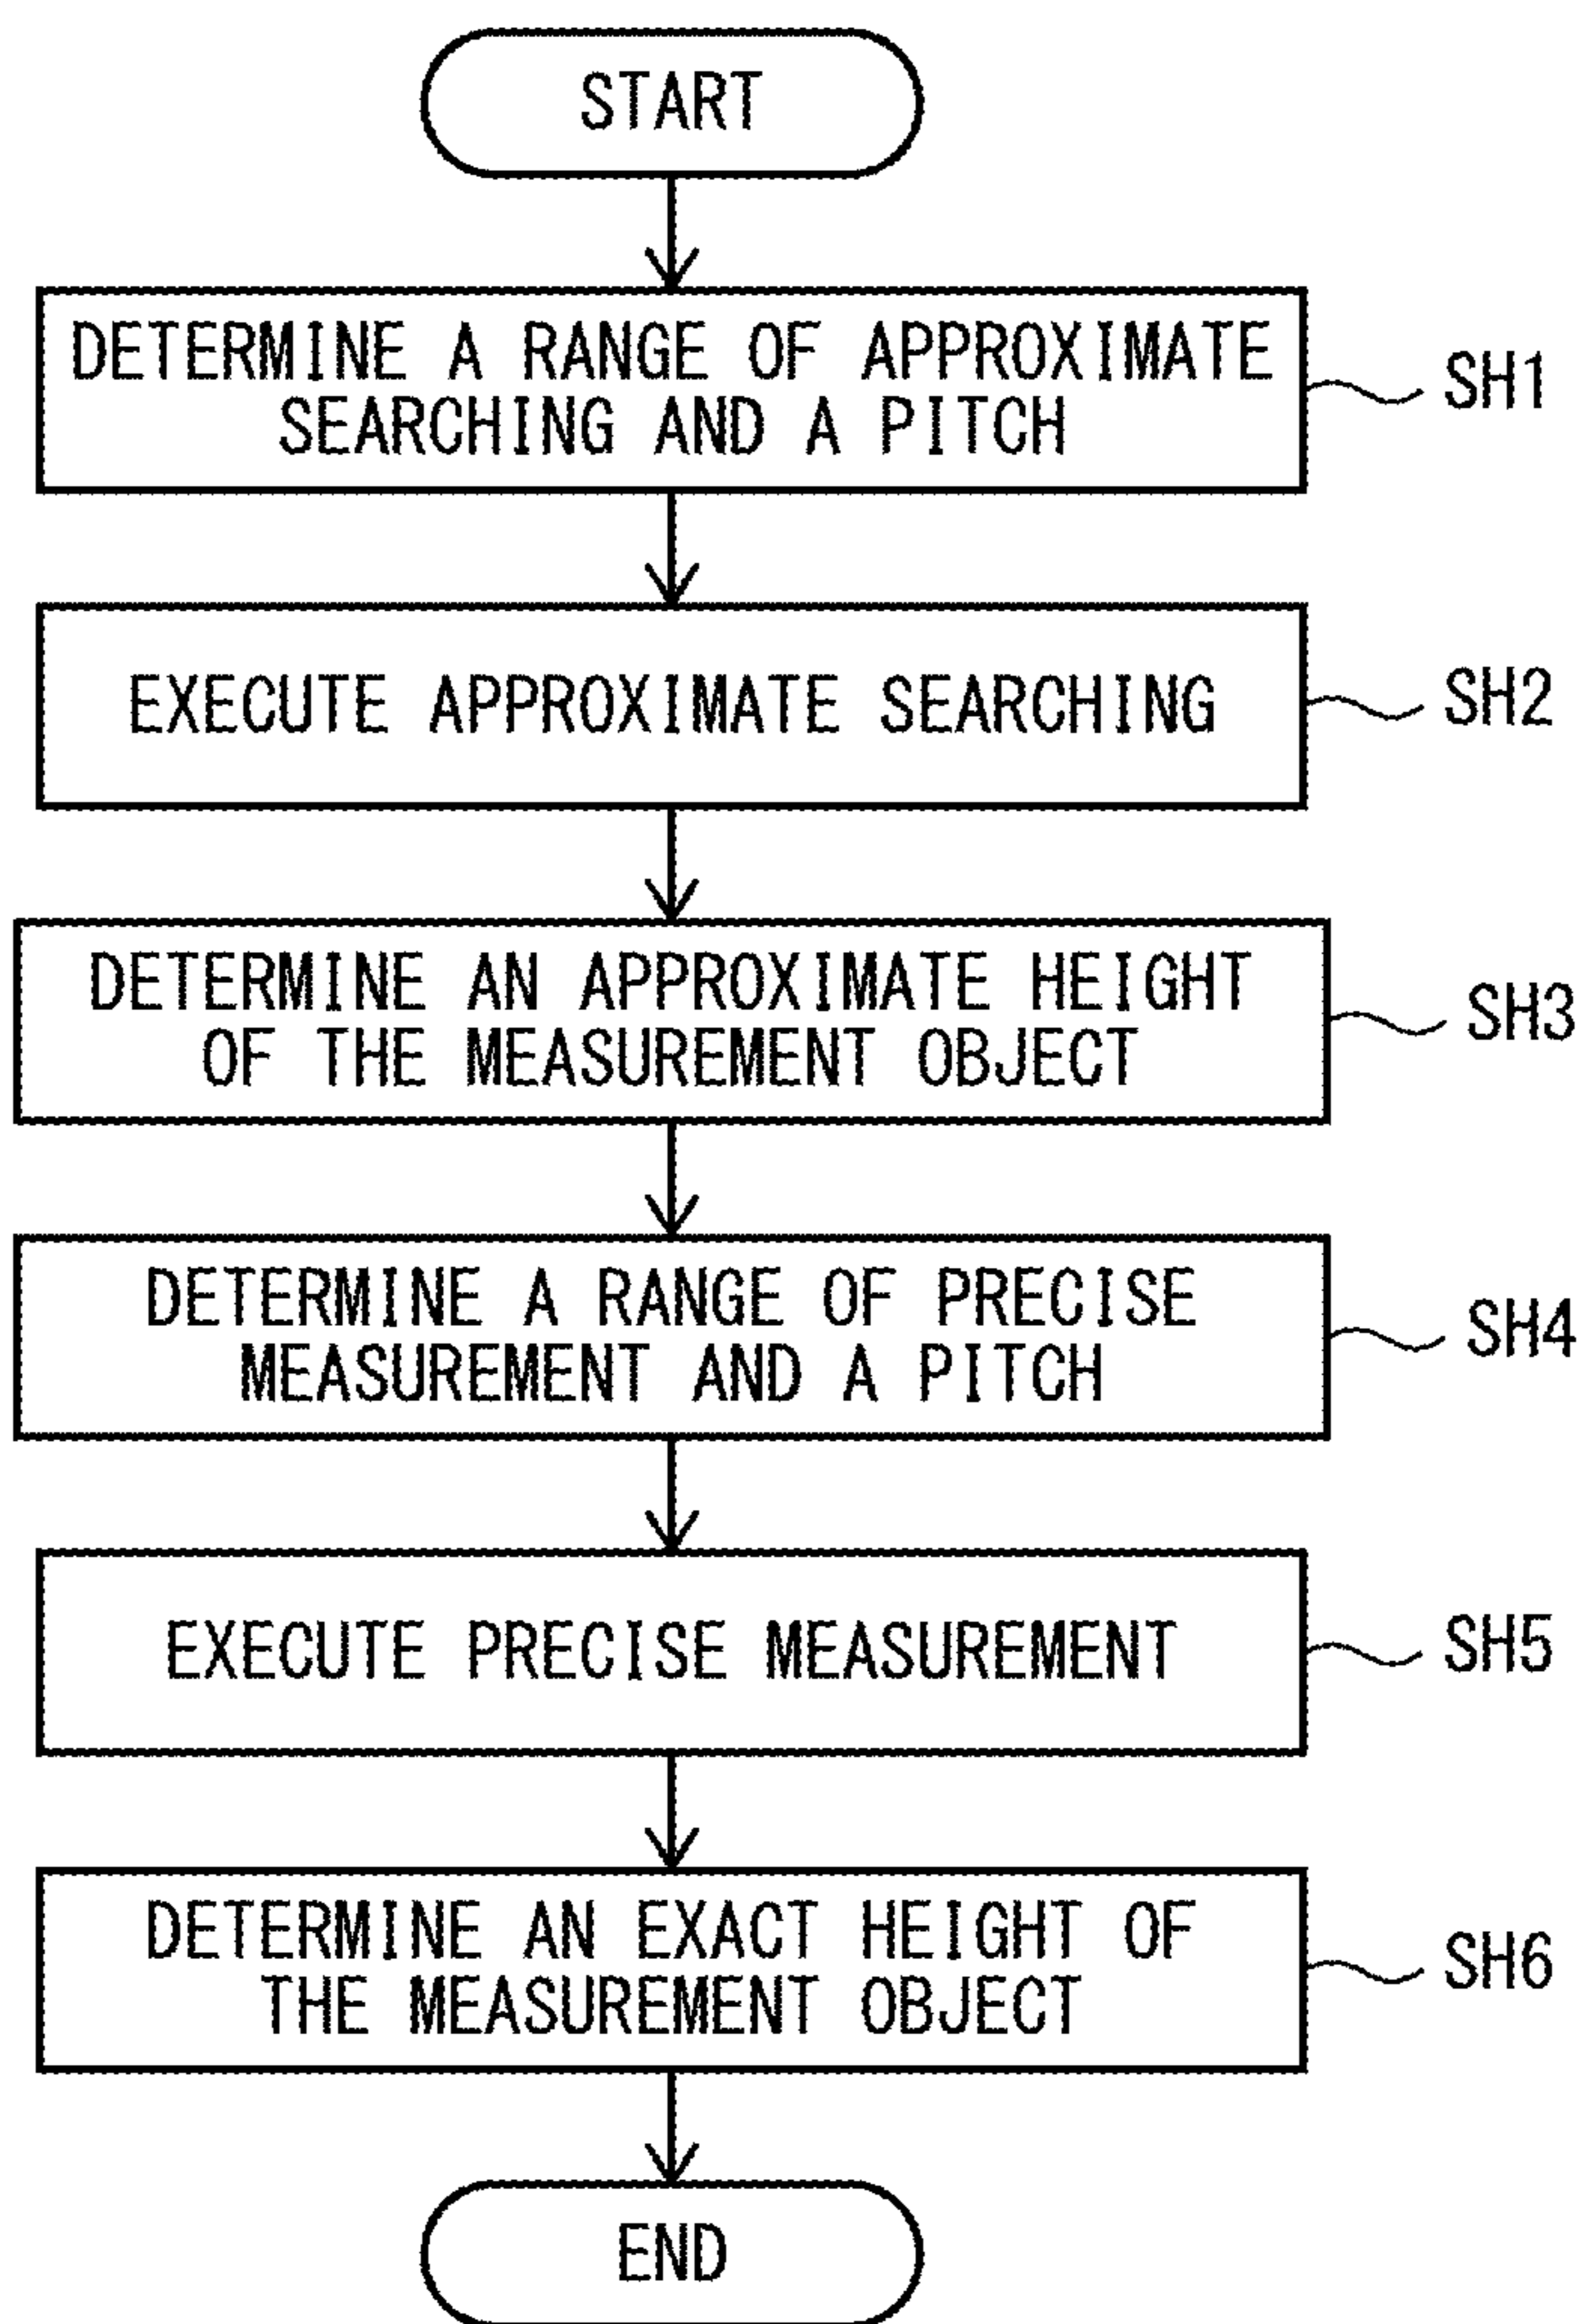 START
DETERMINE A RANGE OF APPROXIMATE
SEARCHING AND A PITCH
SH1
EXECUTE APPROXIMATE SEARCHING
SH2
DETERMINE AN APPROXIMATE HEIGHT
OF THE MEASUREMENT OBJECT
SH3
DETERMINE A RANGE OF PRECISE
MEASUREMENT AND A PITCH
SH4
EXECUTE PRECISE MEASUREMENT
SH5
DETERMINE AN EXACT HEIGHT OF
THE MEASUREMENT OBJECT
SH6
END